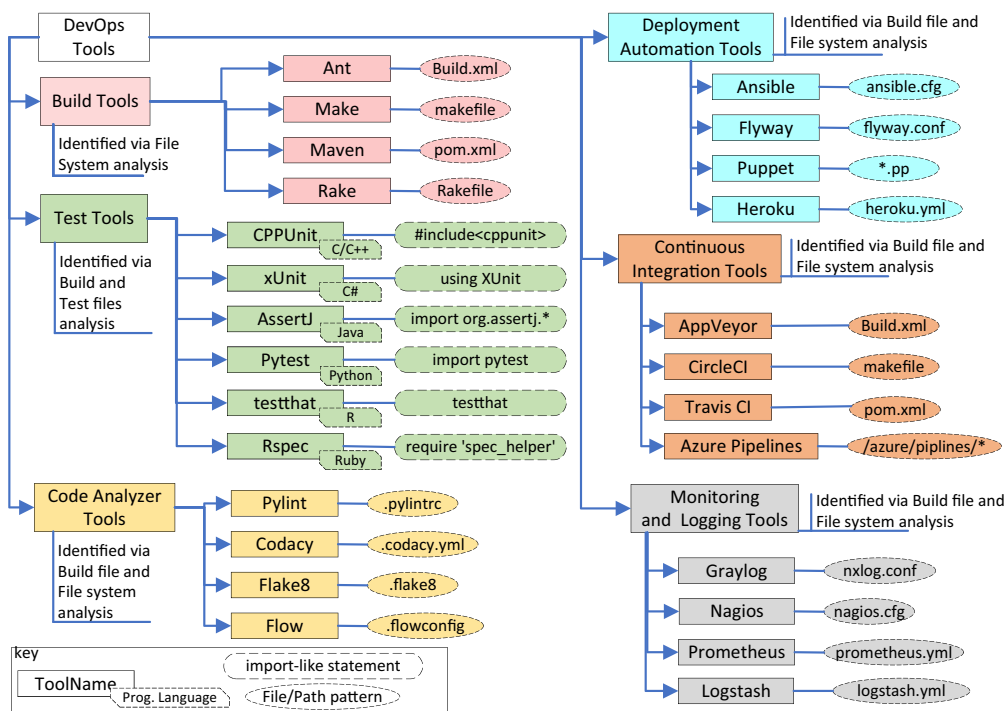 DevOps
Tools
Build Tools
Identified via File
System analysis
Ant
Build.xml
Make
makefile
Maven
pom.xml
Rake
Rakefile
Test Tools
Identified via
Build and
Test files
analysis
CPPUnit
C/C++
#include<cppunit>
xUnit
C#
using XUnit
AssertJ
Java
import org.assertj.*
Pytest
Python
import pytest
testthat
R
testthat
Rspec
Ruby
require 'spec_helper'
Code Analyzer
Tools
Identified via
Build file and
File system
analysis
Pylint
.pylintrc
Codacy
.codacy.yml
Flake8
.flake8
Flow
.flowconfig
Deployment
Automation Tools
Identified via Build file and
File system analysis
Ansible
ansible.cfg
Flyway
flyway.conf
Puppet
*.pp
Heroku
heroku.yml
Continuous
Integration Tools
Identified via Build file and
File system analysis
AppVeyor
Build.xml
CircleCI
makefile
Travis CI
pom.xml
Azure Pipelines
/azure/piplines/*
Monitoring
and Logging Tools
Identified via Build file and
File system analysis
Graylog
nxlog.conf
Nagios
nagios.cfg
Prometheus
prometheus.yml
Logstash
logstash.yml
key
ToolName
Prog. Language
import-like statement
File/Path pattern